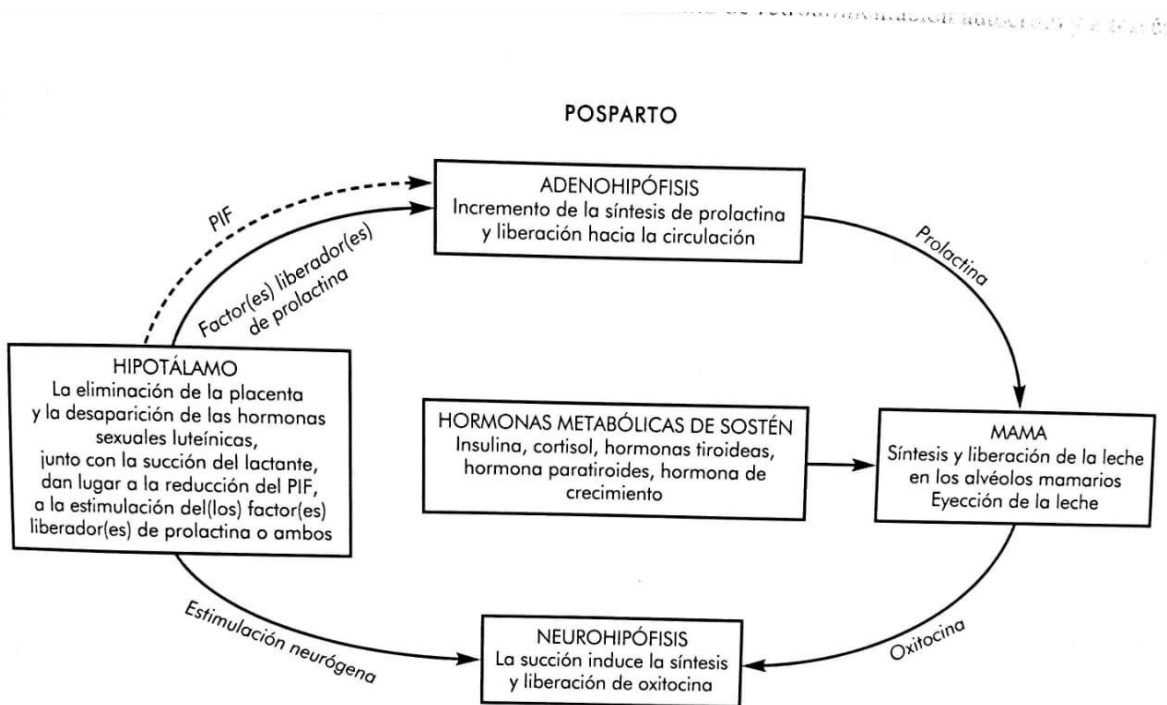 POSPARTO
ADENOHIPÓFISIS
Incremento de la síntesis de prolactina
y liberación hacia la circulación
PIF
Factor(es) liberador(es)
de prolactina
Prolactina
HIPOTÁLAMO
La eliminación de la placenta
y la desaparición de las hormonas
sexuales luteínicas,
junto con la succión del lactante,
dan lugar a la reducción del PIF,
a la estimulación del(los) factor(es)
liberador(es) de prolactina o ambos
HORMONAS METABÓLICAS DE SOSTÉN
Insulina, cortisol, hormonas tiroideas,
hormona paratiroides, hormona de
crecimiento
MAMA
Síntesis y liberación de la leche
en los alvéolos mamarios
Eyección de la leche
Estimulación neurógena
NEUROHIPÓFISIS
La succión induce la síntesis
y liberación de oxitocina
Oxitocina